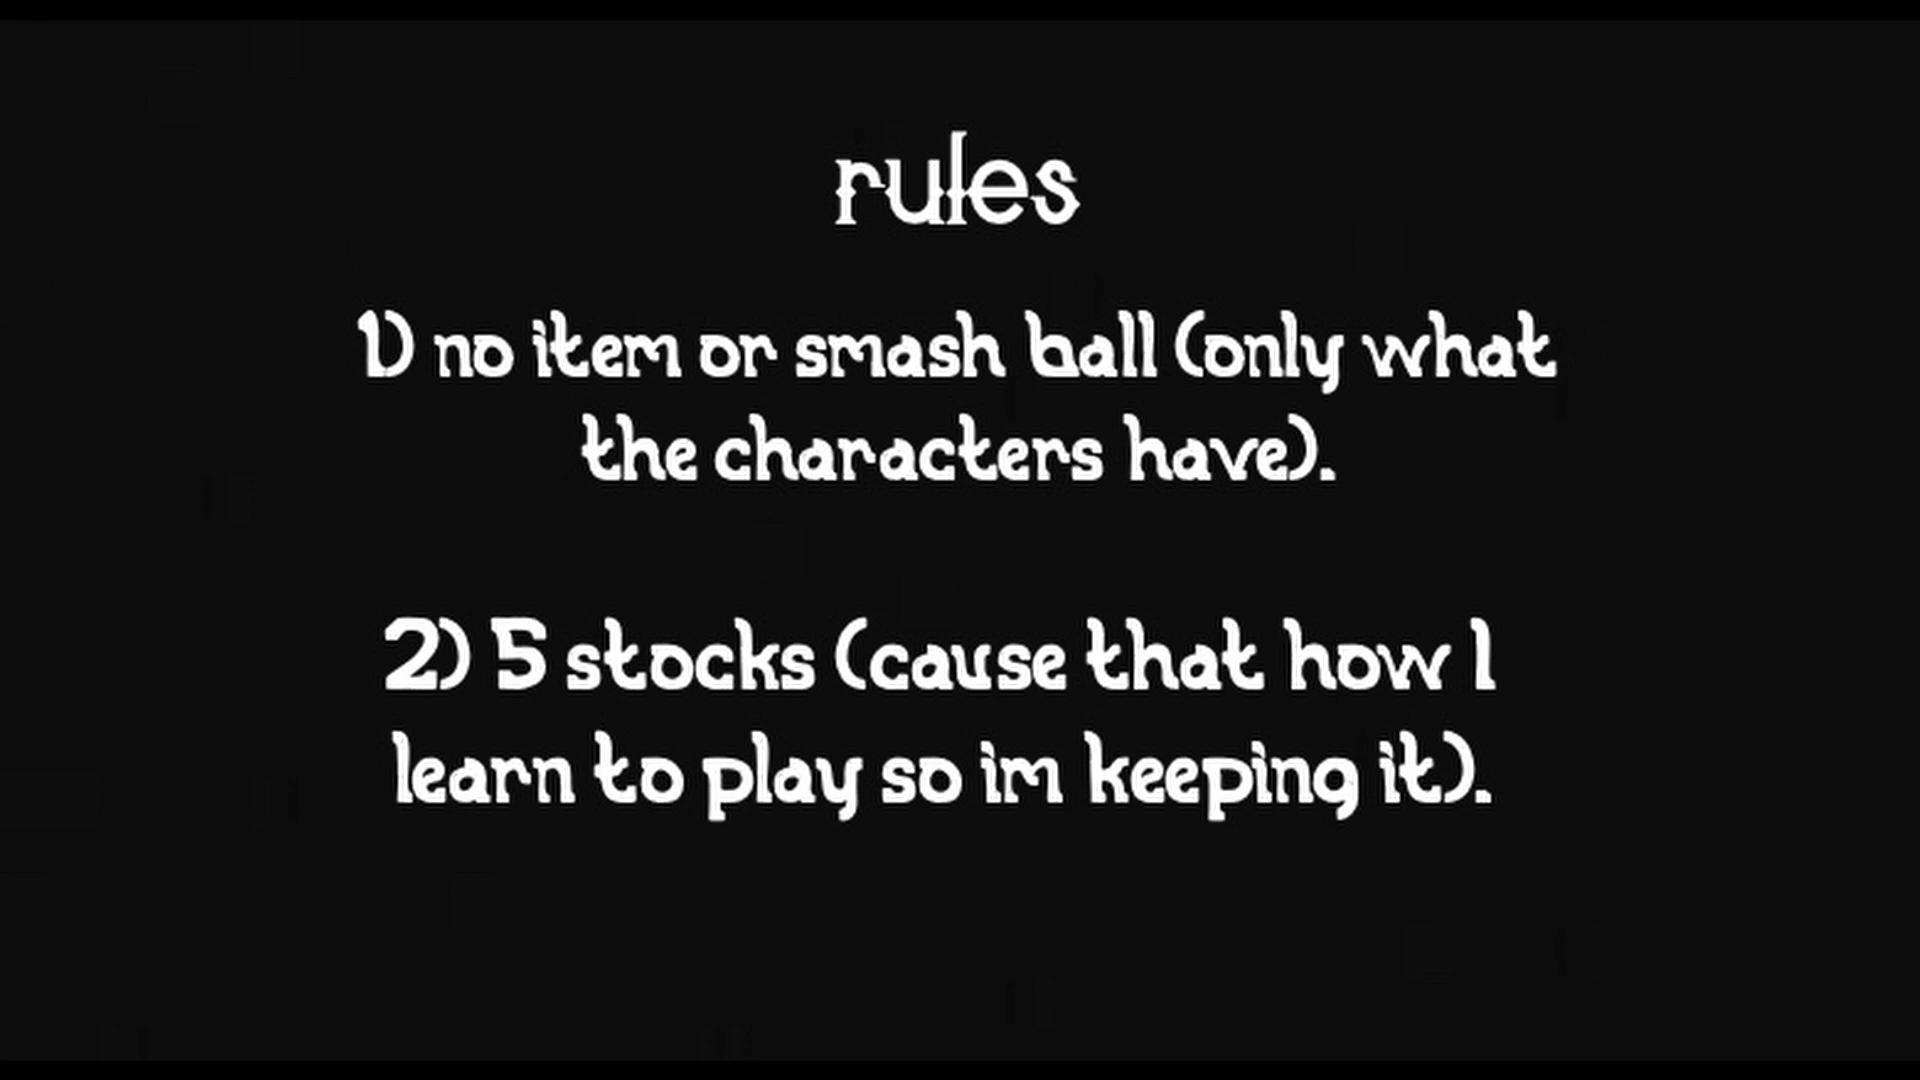 rules
1) no item or smash ball (only what
the characters have).
2) 5 stocks (cause that how I
learn to play so im keeping it).